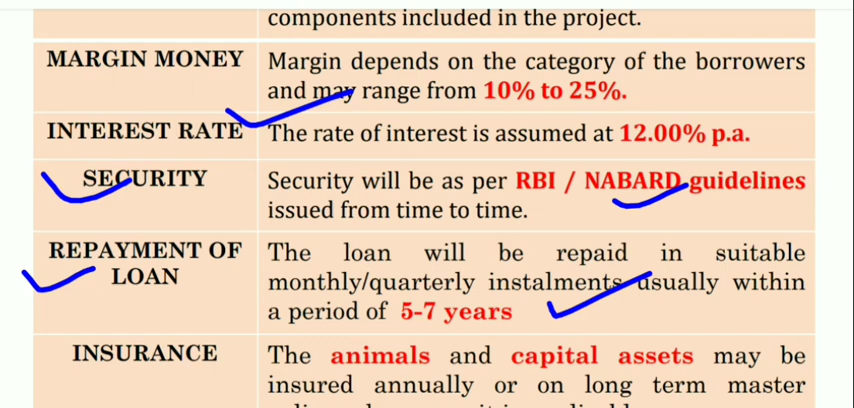 components included in the project.
MARGIN MONEY
Margin depends on the category of the borrowers
and may range from 10% to 25%.
INTEREST RATE
The rate of interest is assumed at 12.00% p.a.
SECURITY
Security will be as per RBI / NABARD guidelines
issued from time to time.
REPAYMENT OF
LOAN
The loan will be repaid in suitable
monthly/quarterly instalments usually within
a period of 5-7 years
INSURANCE
The animals and capital assets may be
insured annually or on long term master